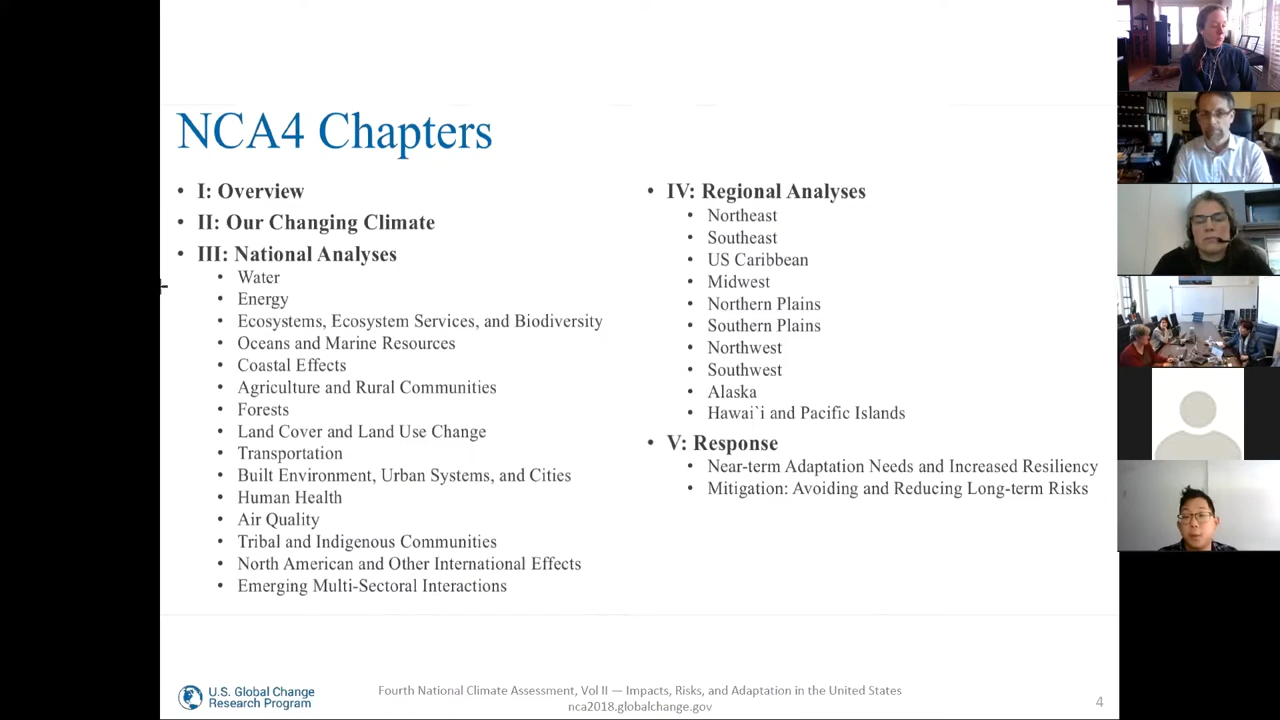 NCA4 Chapters
• I: Overview
• II: Our Changing Climate
• III: National Analyses
• Water
• Energy
• Ecosystems, Ecosystem Services, and Biodiversity
• Oceans and Marine Resources
• Coastal Effects
• Agriculture and Rural Communities
• Forests
• Land Cover and Land Use Change
• Transportation
• Built Environment, Urban Systems, and Cities
• Human Health
• Air Quality
• Tribal and Indigenous Communities
• North American and Other International Effects
• Emerging Multi-Sectoral Interactions
• IV: Regional Analyses
• Northeast
• Southeast
• US Caribbean
• Midwest
• Northern Plains
• Southern Plains
• Northwest
• Southwest
• Alaska
• Hawai`i and Pacific Islands
• V: Response
• Near-term Adaptation Needs and Increased Resiliency
• Mitigation: Avoiding and Reducing Long-term Risks
U.S. Global Change
Research Program
Fourth National Climate Assessment, Vol II — Impacts, Risks, and Adaptation in the United States
nca2018.globalchange.gov
4